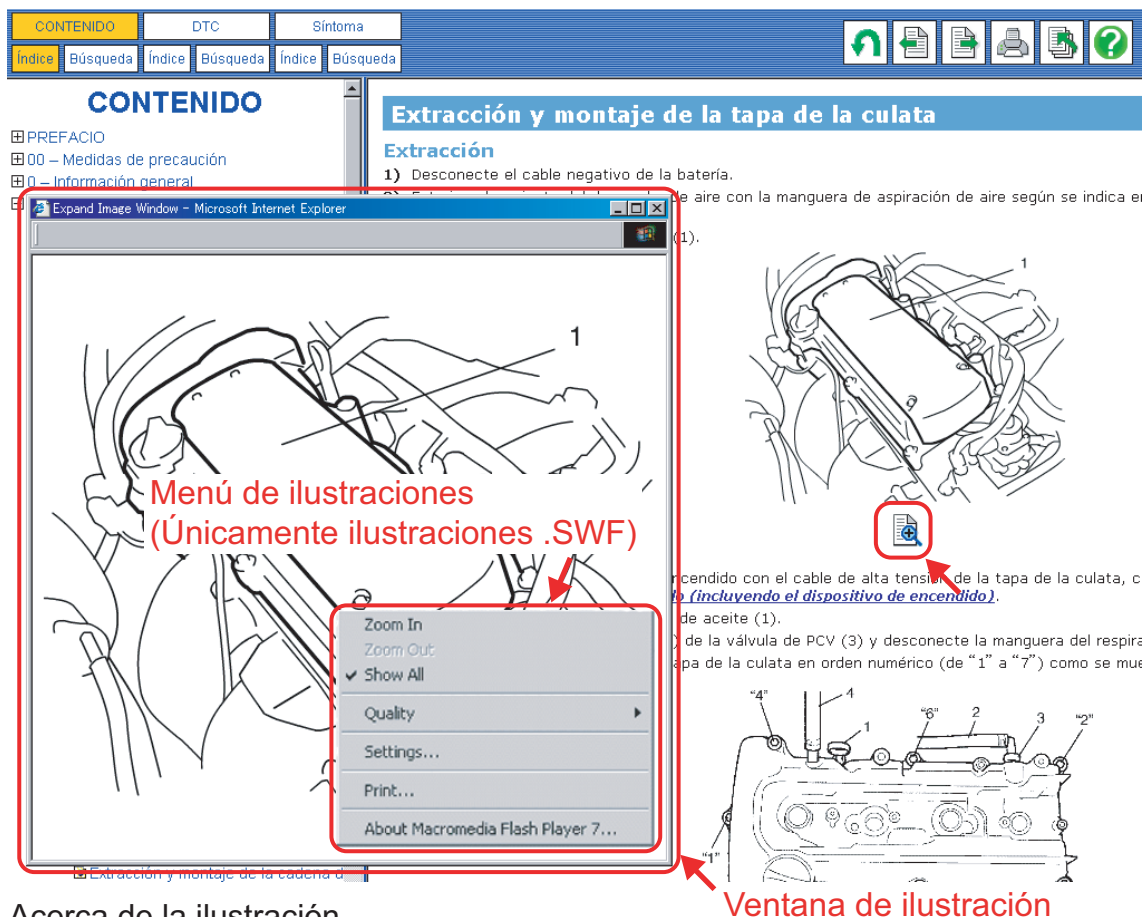 CONTENIDO DTC Síntoma
Índice Búsqueda Índice Búsqueda Índice Búsqueda
CONTENIDO
PREFACIO
00 – Medidas de precaución
0 – Información general
Extracción y montaje de la cadena d
Extracción y montaje de la tapa de la culata
Extracción
1) Desconecte el cable negativo de la batería.
de aire con la manguera de aspiración de aire según se indica en
(1).
1
Expand Image Window – Microsoft Internet Explorer
1
Menú de ilustraciones
(Únicamente ilustraciones .SWF)
Zoom In
Zoom Out
Show All
Quality
Settings...
Print...
About Macromedia Flash Player 7...
encendido con el cable de alta tensión de la tapa de la culata, c
(incluyendo el dispositivo de encendido).
de aceite (1).
) de la válvula de PCV (3) y desconecte la manguera del respira
apa de la culata en orden numérico (de “1” a “7”) como se mue
“4” 4 1 “6” 2 3 “2”
“1”
Ventana de ilustración
Acerca de la ilustración